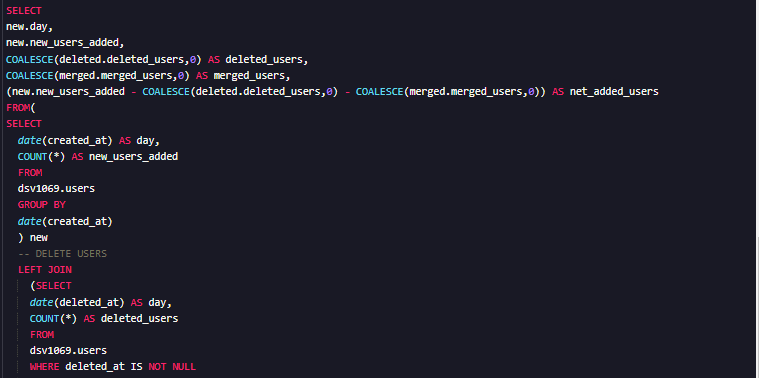 SELECT
new.day,
new.new_users_added,
COALESCE(deleted.deleted_users,0) AS deleted_users,
COALESCE(merged.merged_users,0) AS merged_users,
(new.new_users_added - COALESCE(deleted.deleted_users,0) - COALESCE(merged.merged_users,0)) AS net_added_users
FROM(
SELECT
date(created_at) AS day,
COUNT(*) AS new_users_added
FROM
dsv1069.users
GROUP BY
date(created_at)
) new
-- DELETE USERS
LEFT JOIN
(SELECT
date(deleted_at) AS day,
COUNT(*) AS deleted_users
FROM
dsv1069.users
WHERE deleted_at IS NOT NULL